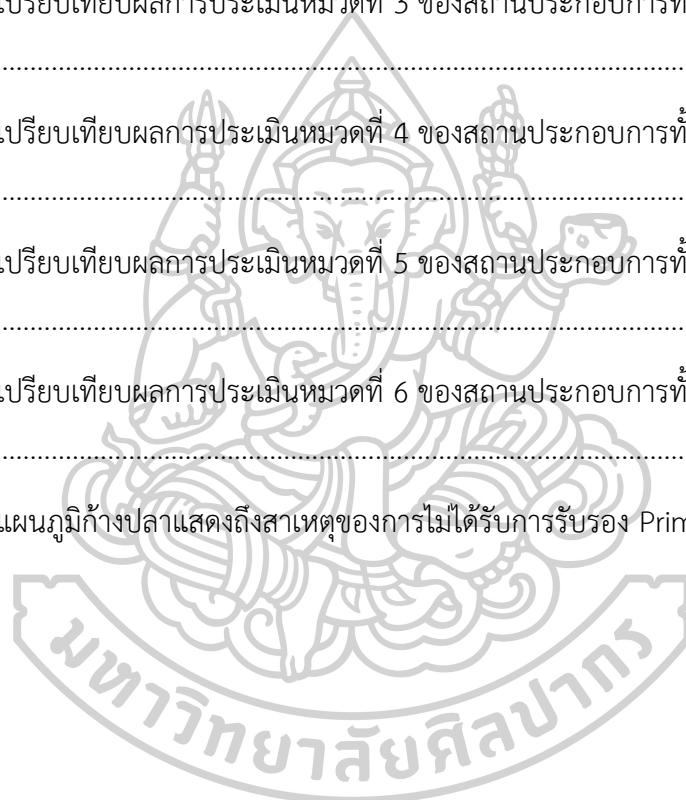 เปรียบเทียบผลการประเมินหมวดที่ 3 ของสถานประกอบการทั้
........................................................................................................
เปรียบเทียบผลการประเมินหมวดที่ 4 ของสถานประกอบการทั้
........................................................................................................
เปรียบเทียบผลการประเมินหมวดที่ 5 ของสถานประกอบการทั้
........................................................................................................
เปรียบเทียบผลการประเมินหมวดที่ 6 ของสถานประกอบการทั้
........................................................................................................
แผนภูมิก้างปลาแสดงถึงสาเหตุของการไม่ได้รับการรับรอง Prim
มหาวิทยาลัยศิลปากร